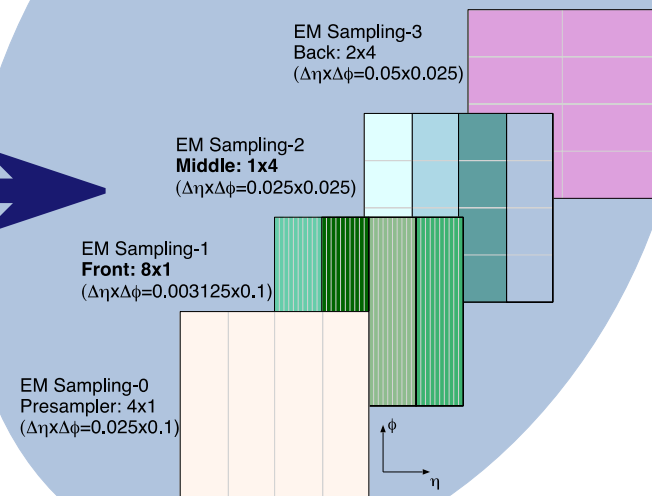 EM Sampling-3
Back: 2x4
(ΔηxΔϕ=0.05x0.025)
EM Sampling-2
Middle: 1x4
(ΔηxΔϕ=0.025x0.025)
EM Sampling-1
Front: 8x1
(ΔηxΔϕ=0.003125x0.1)
EM Sampling-0
Presampler: 4x1
(ΔηxΔϕ=0.025x0.1)
ϕ
η